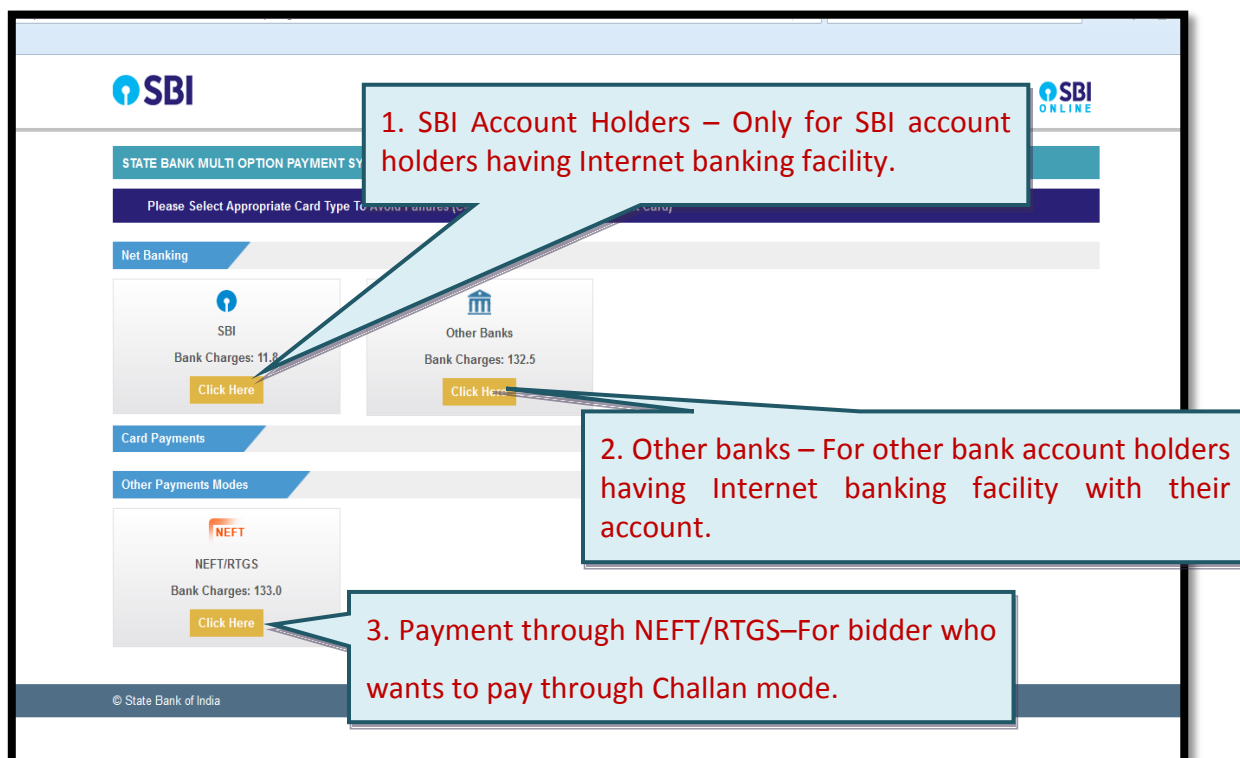 SBI
SBI
ONLINE
1. SBI Account Holders – Only for SBI account
holders having Internet banking facility.
STATE BANK MULTI OPTION PAYMENT SY
Please Select Appropriate Card Type To Avoid Failures
Card)
Net Banking
SBI
Bank Charges: 11.8
Click Here
Other Banks
Bank Charges: 132.5
Click Here
Card Payments
2. Other banks – For other bank account holders
having Internet banking facility with their
account.
Other Payments Modes
NEFT
NEFT/RTGS
Bank Charges: 133.0
Click Here
3. Payment through NEFT/RTGS–For bidder who
wants to pay through Challan mode.
© State Bank of India